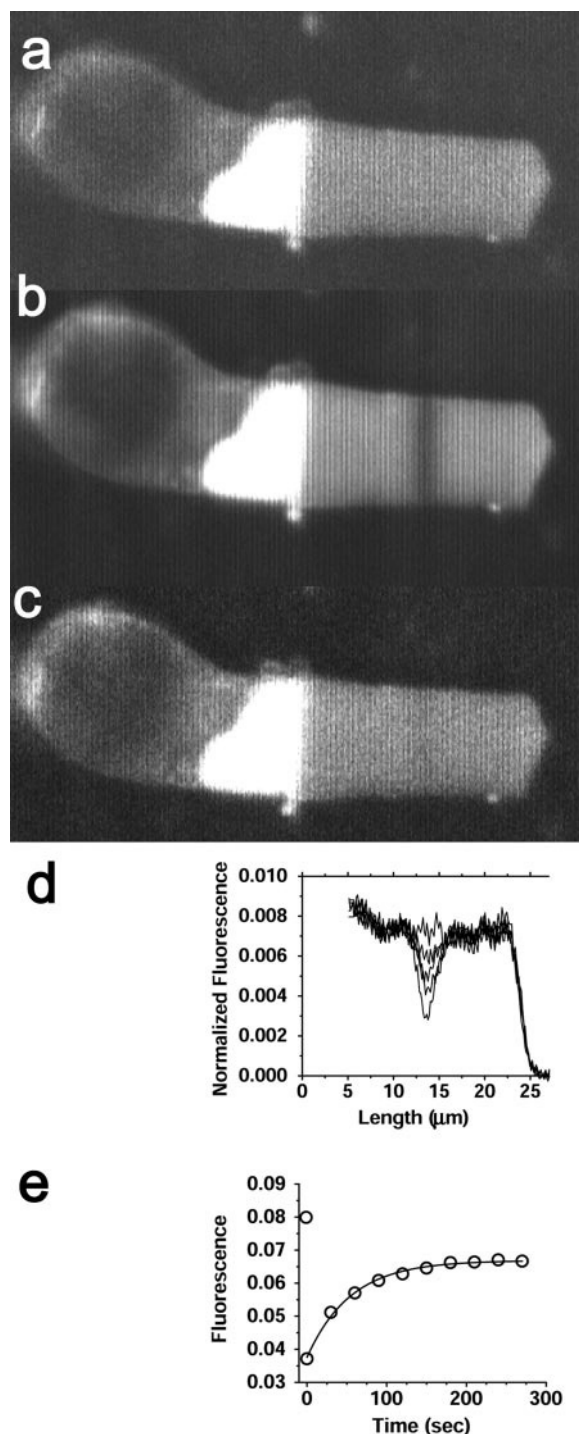 a
b
c
d
0.010
0.008
0.006
0.004
0.002
0.000
Normalized Fluorescence
0 5 10 15 20 25
Length (μm)
e
0.09
0.08
0.07
0.06
0.05
0.04
0.03
Fluorescence
0 100 200 300
Time (sec)